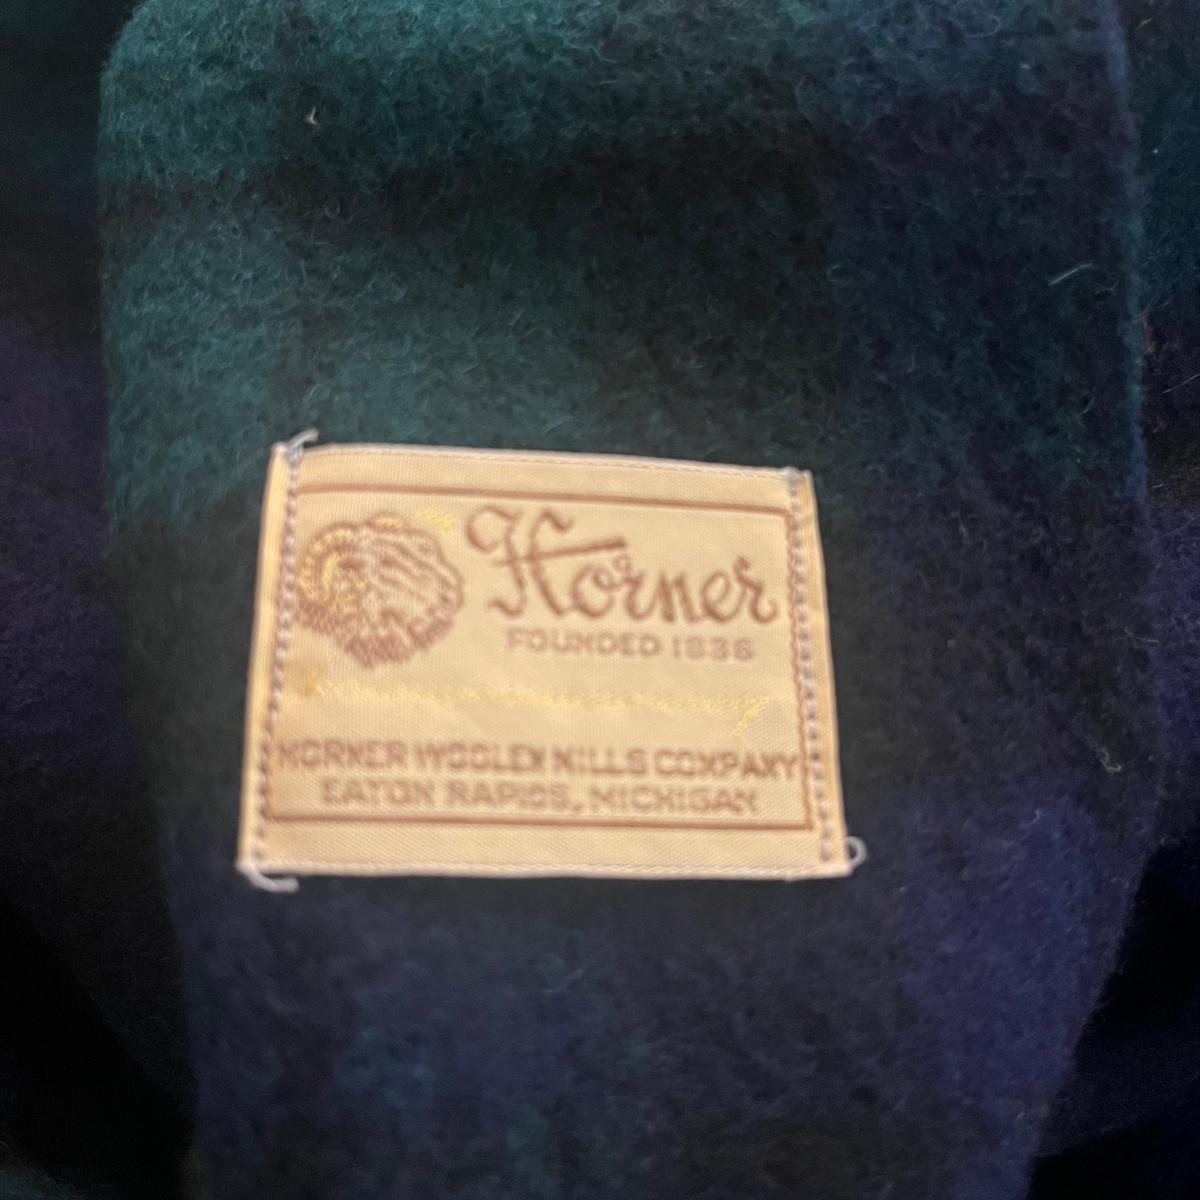 Horner
FOUNDED 1836
HORNER WOOLEN MILLS COMPANY
EATON RAPIDS, MICHIGAN